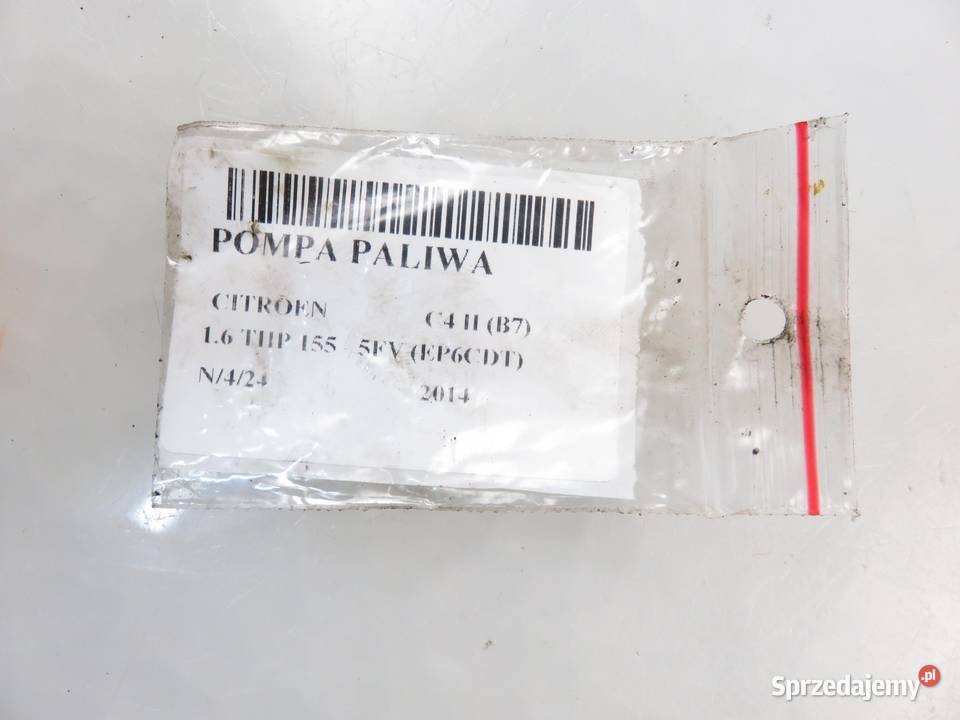 POMPA PALIWA
CITROEN C4 II (B7)
1.6 THP 155 - 5FV (EP6CDT)
N/4/24 2014
Sprzedajemy.pl